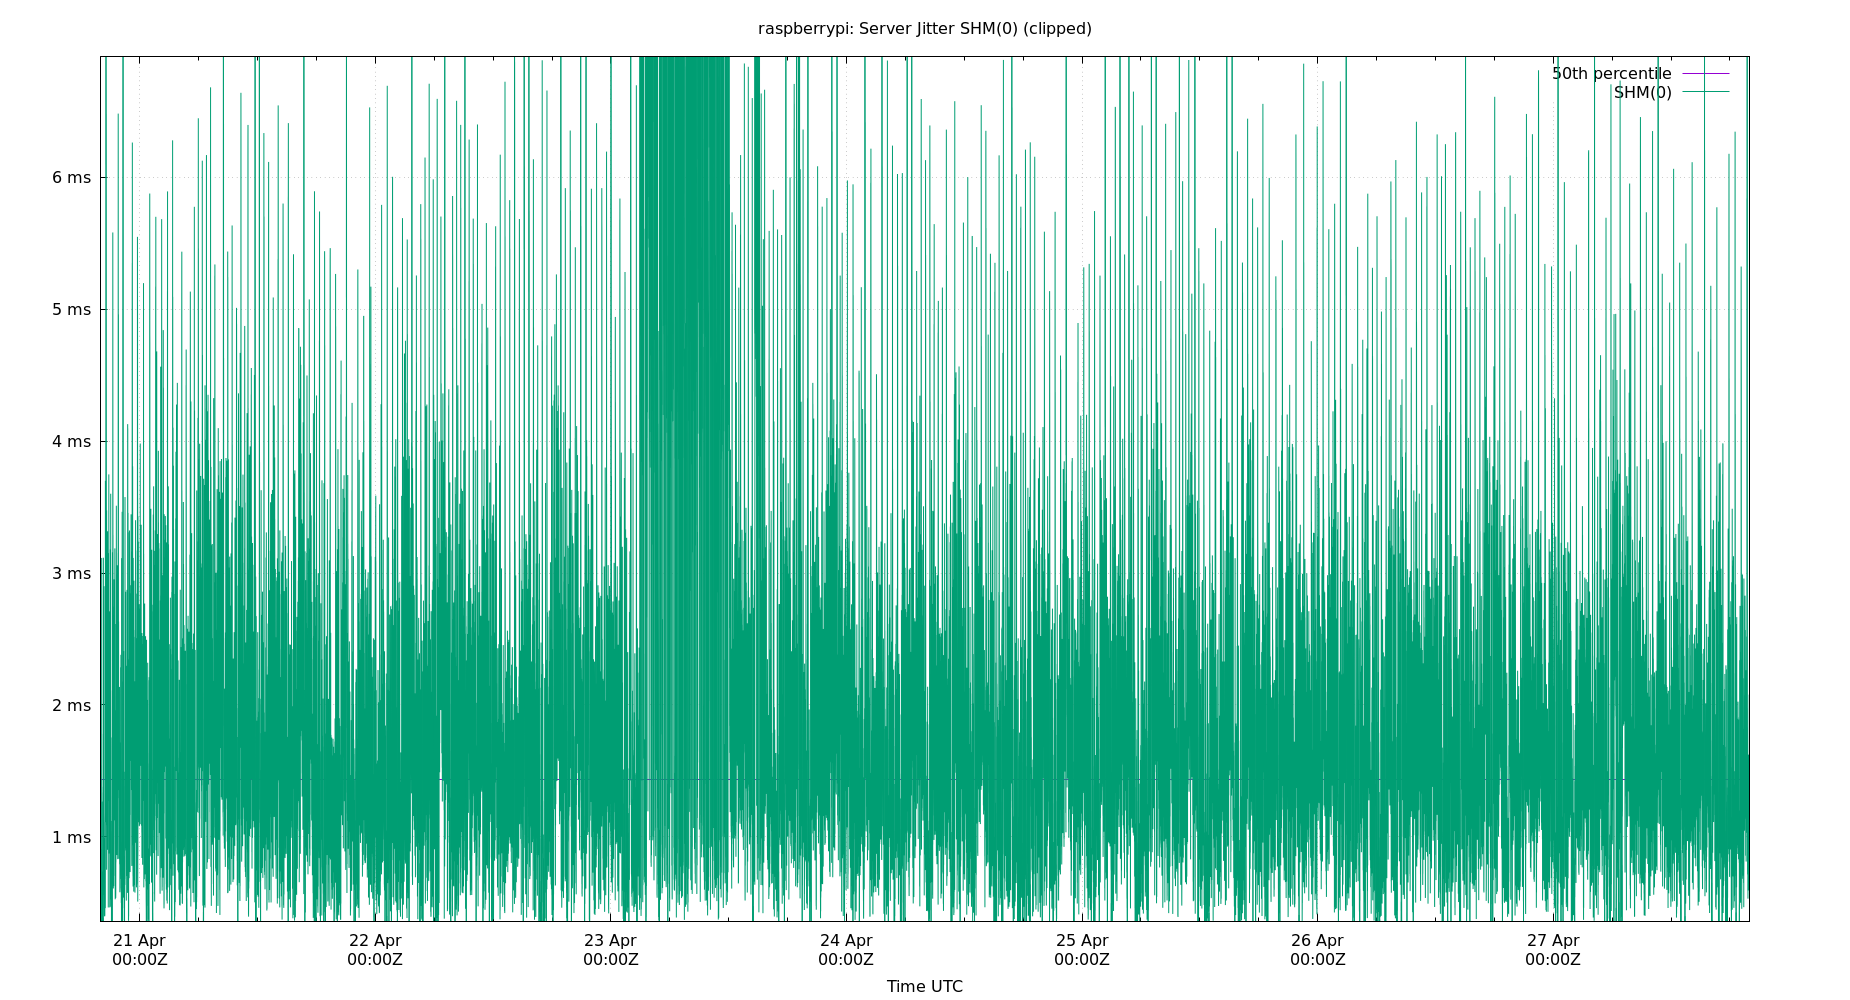 raspberrypi: Server Jitter SHM(0) (clipped)
50th percentile
SHM(0)
6 ms
5 ms
4 ms
3 ms
2 ms
1 ms
21 Apr 22 Apr 23 Apr 24 Apr 25 Apr 26 Apr 27 Apr
00:00Z 00:00Z 00:00Z 00:00Z 00:00Z 00:00Z 00:00Z
Time UTC